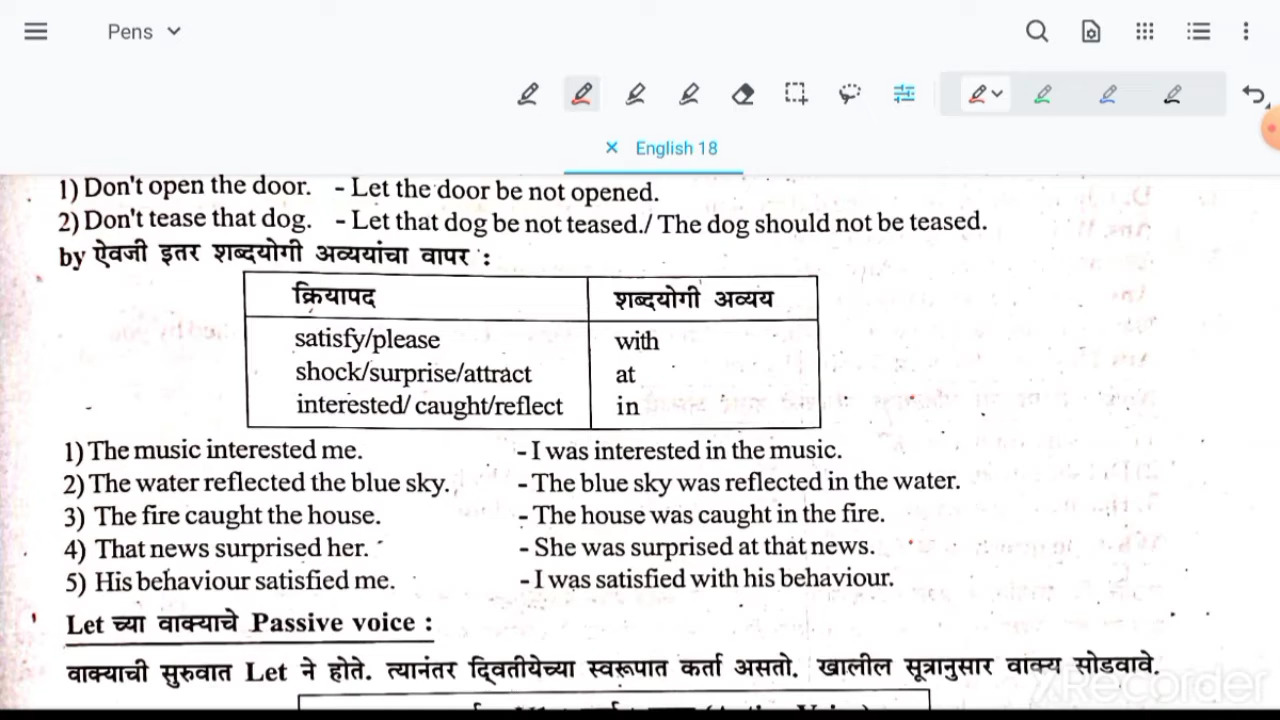 Pens
English 18
1) Don't open the door. - Let the door be not opened.
2) Don't tease that dog. - Let that dog be not teased./ The dog should not be teased.
by ऐवजी इतर शब्दयोगी अव्ययांचा वापर :
क्रियापद शब्दयोगी अव्यय
satisfy/please with
shock/surprise/attract at
interested/ caught/reflect in
1) The music interested me. - I was interested in the music.
2) The water reflected the blue sky. - The blue sky was reflected in the water.
3) The fire caught the house. - The house was caught in the fire.
4) That news surprised her. - She was surprised at that news.
5) His behaviour satisfied me. - I was satisfied with his behaviour.
Let च्या वाक्याचे Passive voice :
वाक्याची सुरुवात Let ने होते. त्यानंतर द्वितीयेच्या स्वरूपात कर्ता असतो. खालील सूत्रानुसार वाक्य सोडवावे.
XRecorder